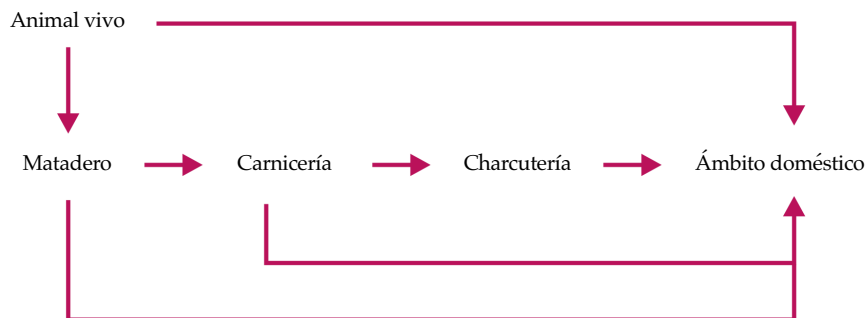 Animal vivo
Matadero
Carnicería
Charcutería
Ámbito doméstico